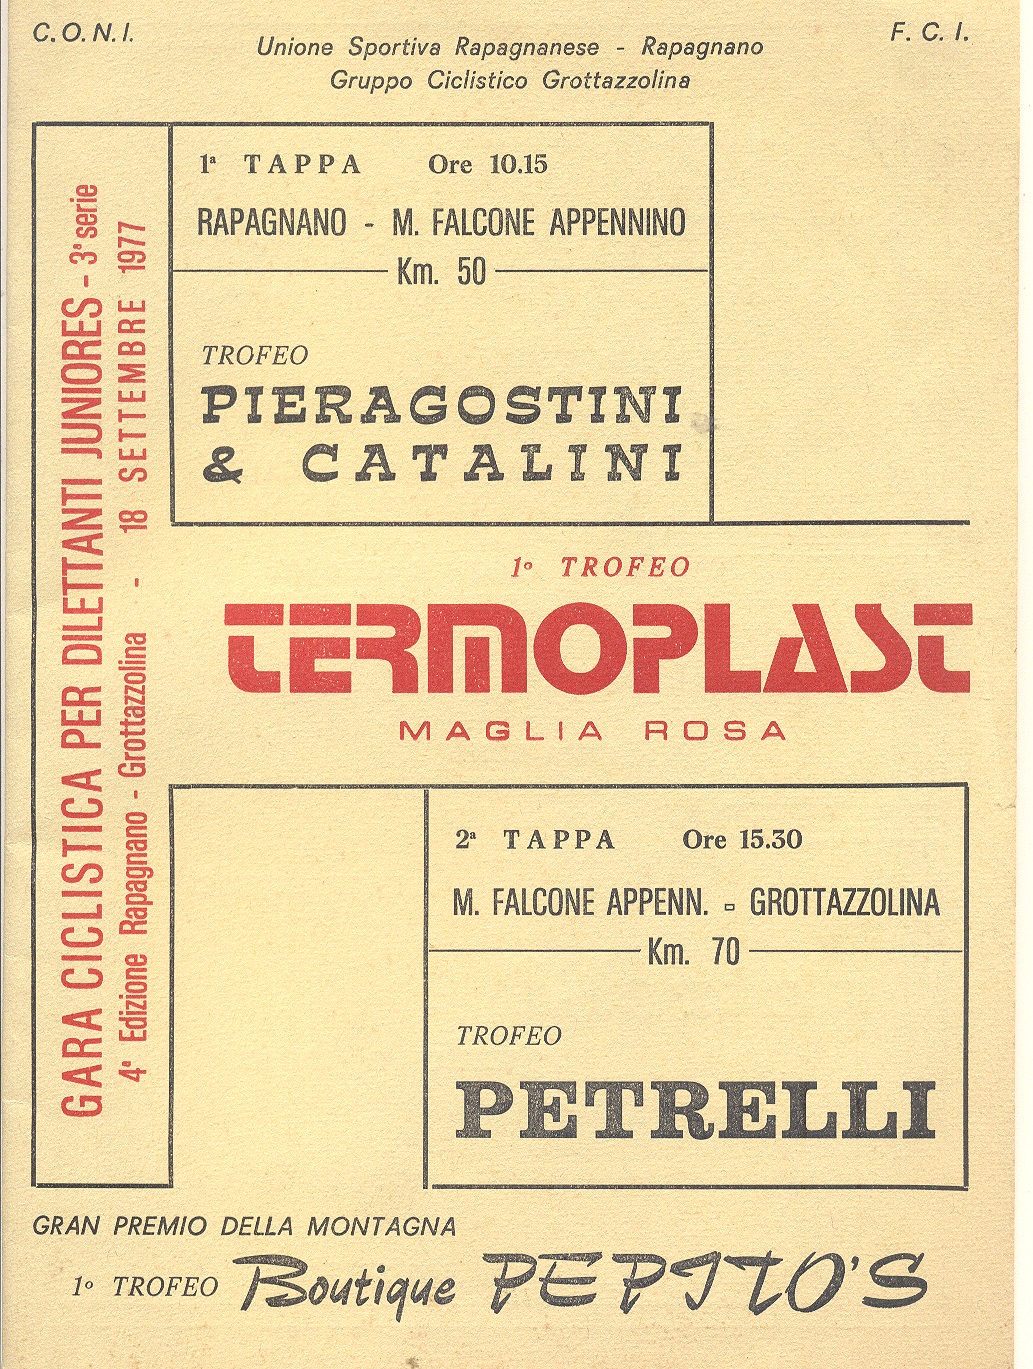 C.O.N.I.
F.C.I.
Unione Sportiva Rapagnanese - Rapagnano
Gruppo Ciclistico Grottazzolina
GARA CICLISTICA PER DILETTANTI JUNIORES - 3ª serie
4ª Edizione Rapagnano - Grottazzolina - 18 SETTEMBRE 1977
1ª TAPPA Ore 10.15
RAPAGNANO - M. FALCONE APPENNINO
Km. 50
TROFEO
PIERAGOSTINI
& CATALINI
1º TROFEO
TERMOPLAST
MAGLIA ROSA
2ª TAPPA Ore 15.30
M. FALCONE APPENN. - GROTTAZZOLINA
Km. 70
TROFEO
PETRELLI
GRAN PREMIO DELLA MONTAGNA
1º TROFEO Boutique PEPITO'S